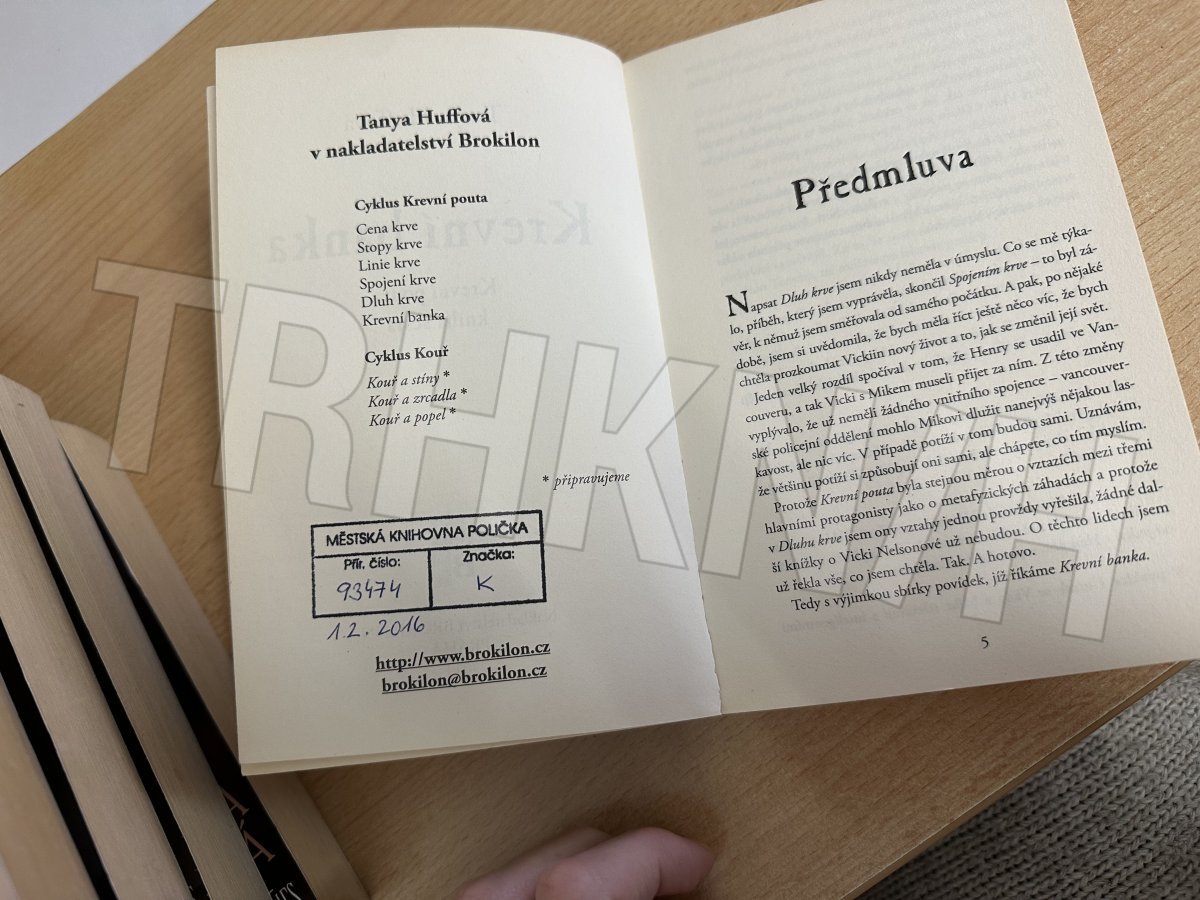 Tanya Huffová
v nakladatelství Brokilon
Cyklus Krevní pouta
Cena krve
Stopy krve
Linie krve
Spojení krve
Dluh krve
Krevní banka
Cyklus Kouř
Kouř a stíny *
Kouř a zrcadla *
Kouř a popel *
* připravujeme
MĚSTSKÁ KNIHOVNA POLIČKA
Přír. číslo:
Značka:
93474
K
1.2. 2016
http://www.brokilon.cz
brokilon@brokilon.cz
Předmluva
Napsat Dluh krve jsem nikdy neměla v úmyslu. Co se mě týka-
lo, příběh, který jsem vyprávěla, skončil Spojením krve – to byl zá-
věr, k němuž jsem směřovala od samého počátku. A pak, po nějaké
době, jsem si uvědomila, že bych měla říct ještě něco víc, že bych
chtěla prozkoumat Vickiin nový život a to, jak se změnil její svět.
Jeden velký rozdíl spočíval v tom, že Henry se usadil ve Van-
couveru, a tak Vicki s Mikem museli přijet za ním. Z této změny
vyplývalo, že už neměli žádného vnitřního spojence – vancouver-
ské policejní oddělení mohlo Mikovi dlužit nanejvýš nějakou las-
kavost, ale nic víc. V případě potíží v tom budou sami. Uznávám,
že většinu potíží si způsobují oni sami, ale chápete, co tím myslím.
Protože Krevní pouta byla stejnou měrou o vztazích mezi třemi
hlavními protagonisty jako o metafyzických záhadách a protože
v Dluhu krve jsem ony vztahy jednou provždy vyřešila, žádné dal-
ší knížky o Vicki Nelsonové už nebudou. O těchto lidech jsem
už řekla vše, co jsem chtěla. Tak. A hotovo.
Tedy s výjimkou sbírky povídek, jíž říkáme Krevní banka.
5
TRHKNIH